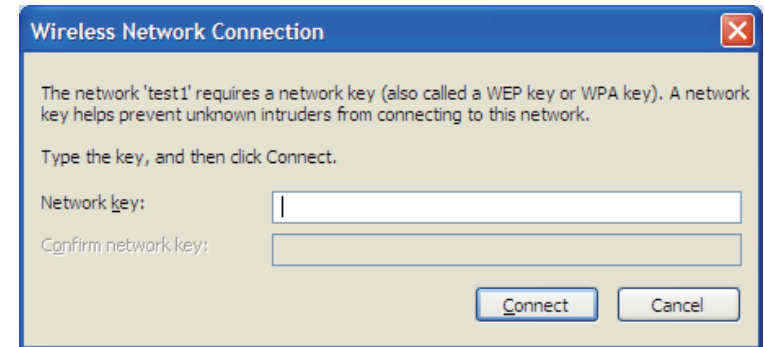 Wireless Network Connection
The network 'test1' requires a network key (also called a WEP key or WPA key). A network
key helps prevent unknown intruders from connecting to this network.
Type the key, and then click Connect.
Network key:
Confirm network key:
Connect Cancel